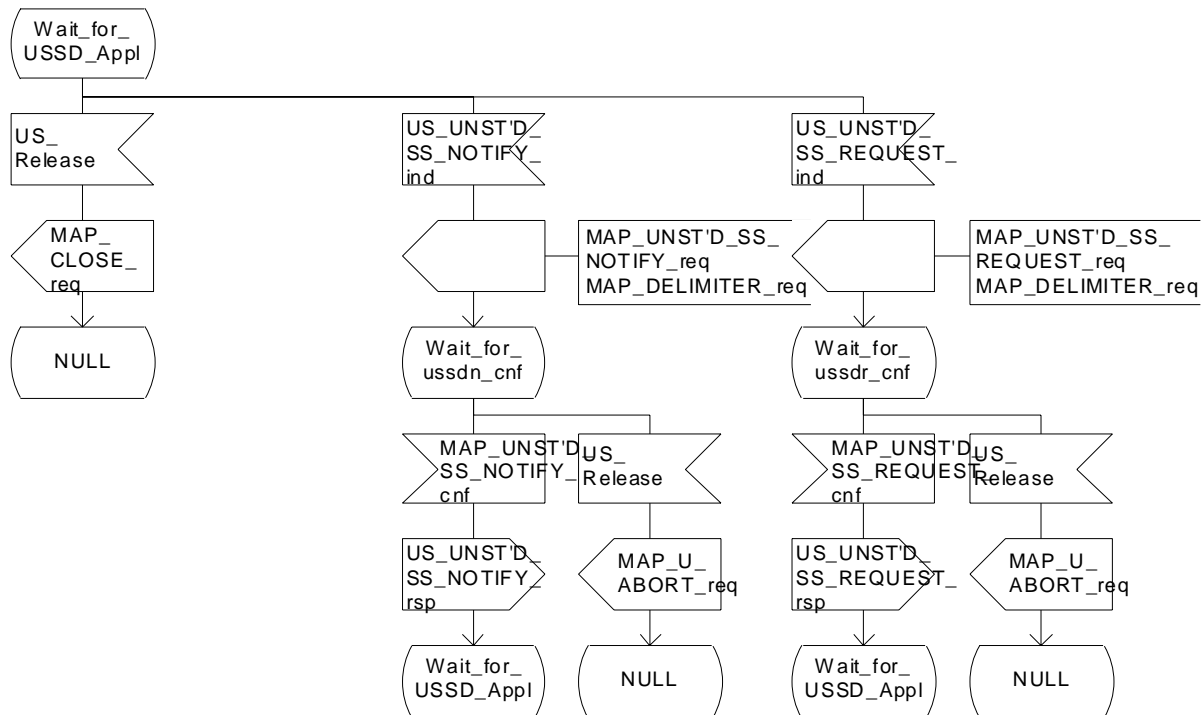 Wait_for_
USSD_Appl
US_
Release
US_UNST'D_
SS_NOTIFY_
ind
US_UNST'D_
SS_REQUEST_
ind
MAP_
CLOSE_
req
MAP_UNST'D_SS_
NOTIFY_req
MAP_DELIMITER_req
MAP_UNST'D_SS_
REQUEST_req
MAP_DELIMITER_req
NULL
Wait_for_
ussdn_cnf
Wait_for_
ussdr_cnf
MAP_UNST'D_
SS_NOTIFY_
cnf
US_
Release
MAP_UNST'D_
SS_REQUEST_
cnf
US_
Release
US_UNST'D_
SS_NOTIFY_
rsp
MAP_U_
ABORT_req
US_UNST'D_
SS_REQUEST_
rsp
MAP_U_
ABORT_req
Wait_for_
USSD_Appl
NULL
Wait_for_
USSD_Appl
NULL